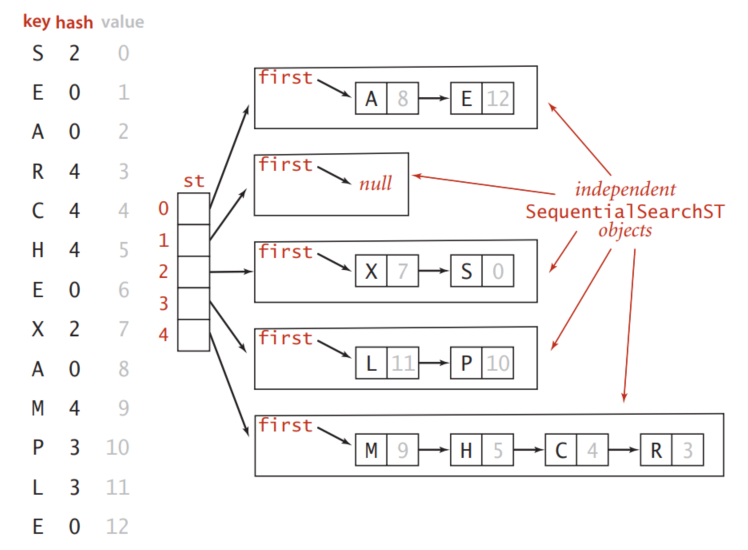 key hash value
S 2 0
E 0 1
A 0 2
R 4 3
C 4 4
H 4 5
E 0 6
X 2 7
A 0 8
M 4 9
P 3 10
L 3 11
E 0 12
st
0
1
2
3
4
first
A 8 E 12
first
null
first
X 7 S 0
first
L 11 P 10
first
M 9 H 5 C 4 R 3
independent
SequentialSearchST
objects